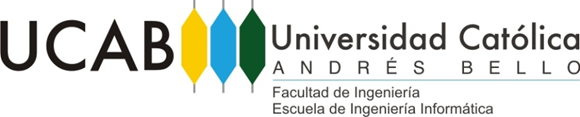 UCAB
Universidad Católica
ANDRÉS BELLO
Facultad de Ingeniería
Escuela de Ingeniería Informática